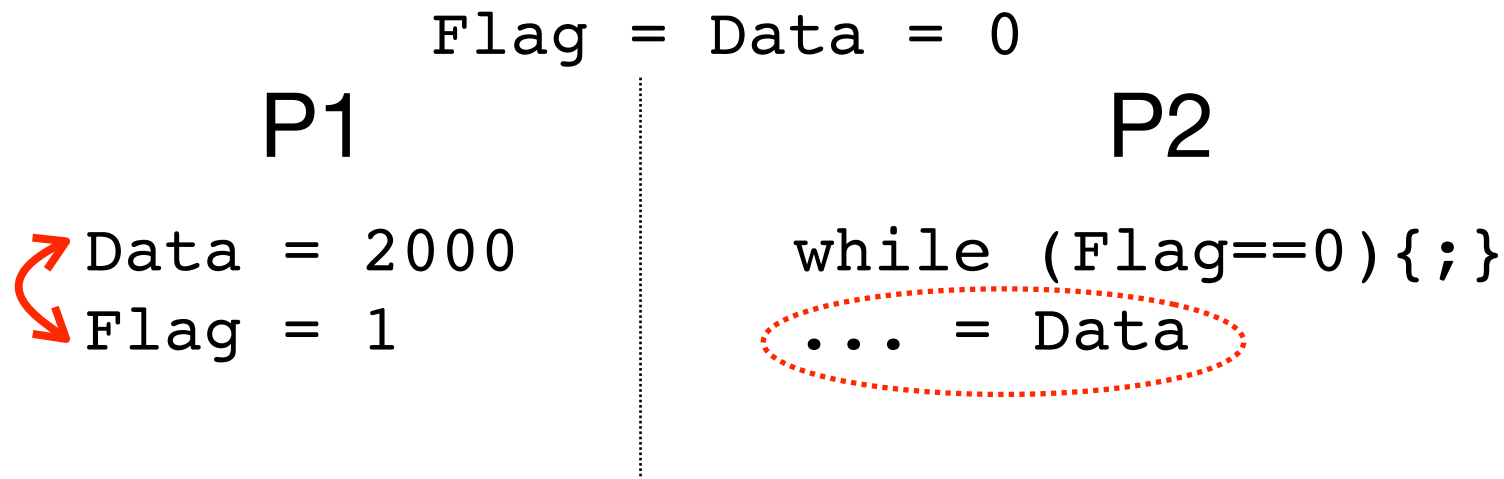 Flag = Data = 0
P1
Data = 2000
Flag = 1
P2
while (Flag==0){;}
... = Data